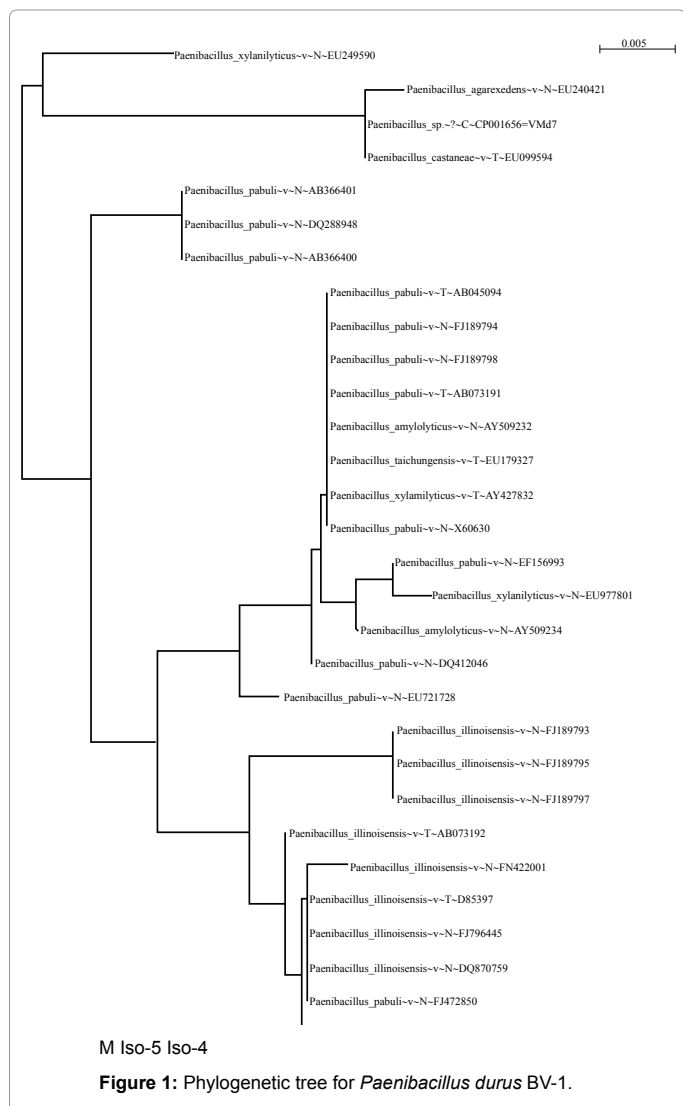 Paenibacillus_xylanilyticus~v~N~EU249590
0.005
Paenibacillus_agarexedens~v~N~EU240421
Paenibacillus_sp.~?~C~CP001656=VMd7
Paenibacillus_castaneae~v~T~EU099594
Paenibacillus_pabuli~v~N~AB366401
Paenibacillus_pabuli~v~N~DQ288948
Paenibacillus_pabuli~v~N~AB366400
Paenibacillus_pabuli~v~T~AB045094
Paenibacillus_pabuli~v~N~FJ189794
Paenibacillus_pabuli~v~N~FJ189798
Paenibacillus_pabuli~v~T~AB073191
Paenibacillus_amylolyticus~v~N~AY509232
Paenibacillus_taichungensis~v~T~EU179327
Paenibacillus_xylamilyticus~v~T~AY427832
Paenibacillus_pabuli~v~N~X60630
Paenibacillus_pabuli~v~N~EF156993
Paenibacillus_xylanilyticus~v~N~EU977801
Paenibacillus_amylolyticus~v~N~AY509234
Paenibacillus_pabuli~v~N~DQ412046
Paenibacillus_pabuli~v~N~EU721728
Paenibacillus_illinoisensis~v~N~FJ189793
Paenibacillus_illinoisensis~v~N~FJ189795
Paenibacillus_illinoisensis~v~N~FJ189797
Paenibacillus_illinoisensis~v~T~AB073192
Paenibacillus_illinoisensis~v~N~FN422001
Paenibacillus_illinoisensis~v~T~D85397
Paenibacillus_illinoisensis~v~N~FJ796445
Paenibacillus_illinoisensis~v~N~DQ870759
Paenibacillus_pabuli~v~N~FJ472850
M Iso-5 Iso-4
Figure 1: Phylogenetic tree for Paenibacillus durus BV-1.